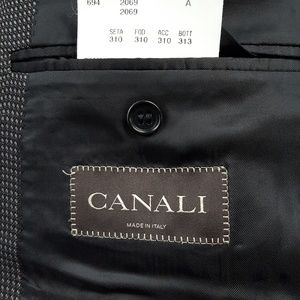 694 2069 A
2069
SETA FOD ACC BOTT
310 310 310 313
CANALI
MADE IN ITALY